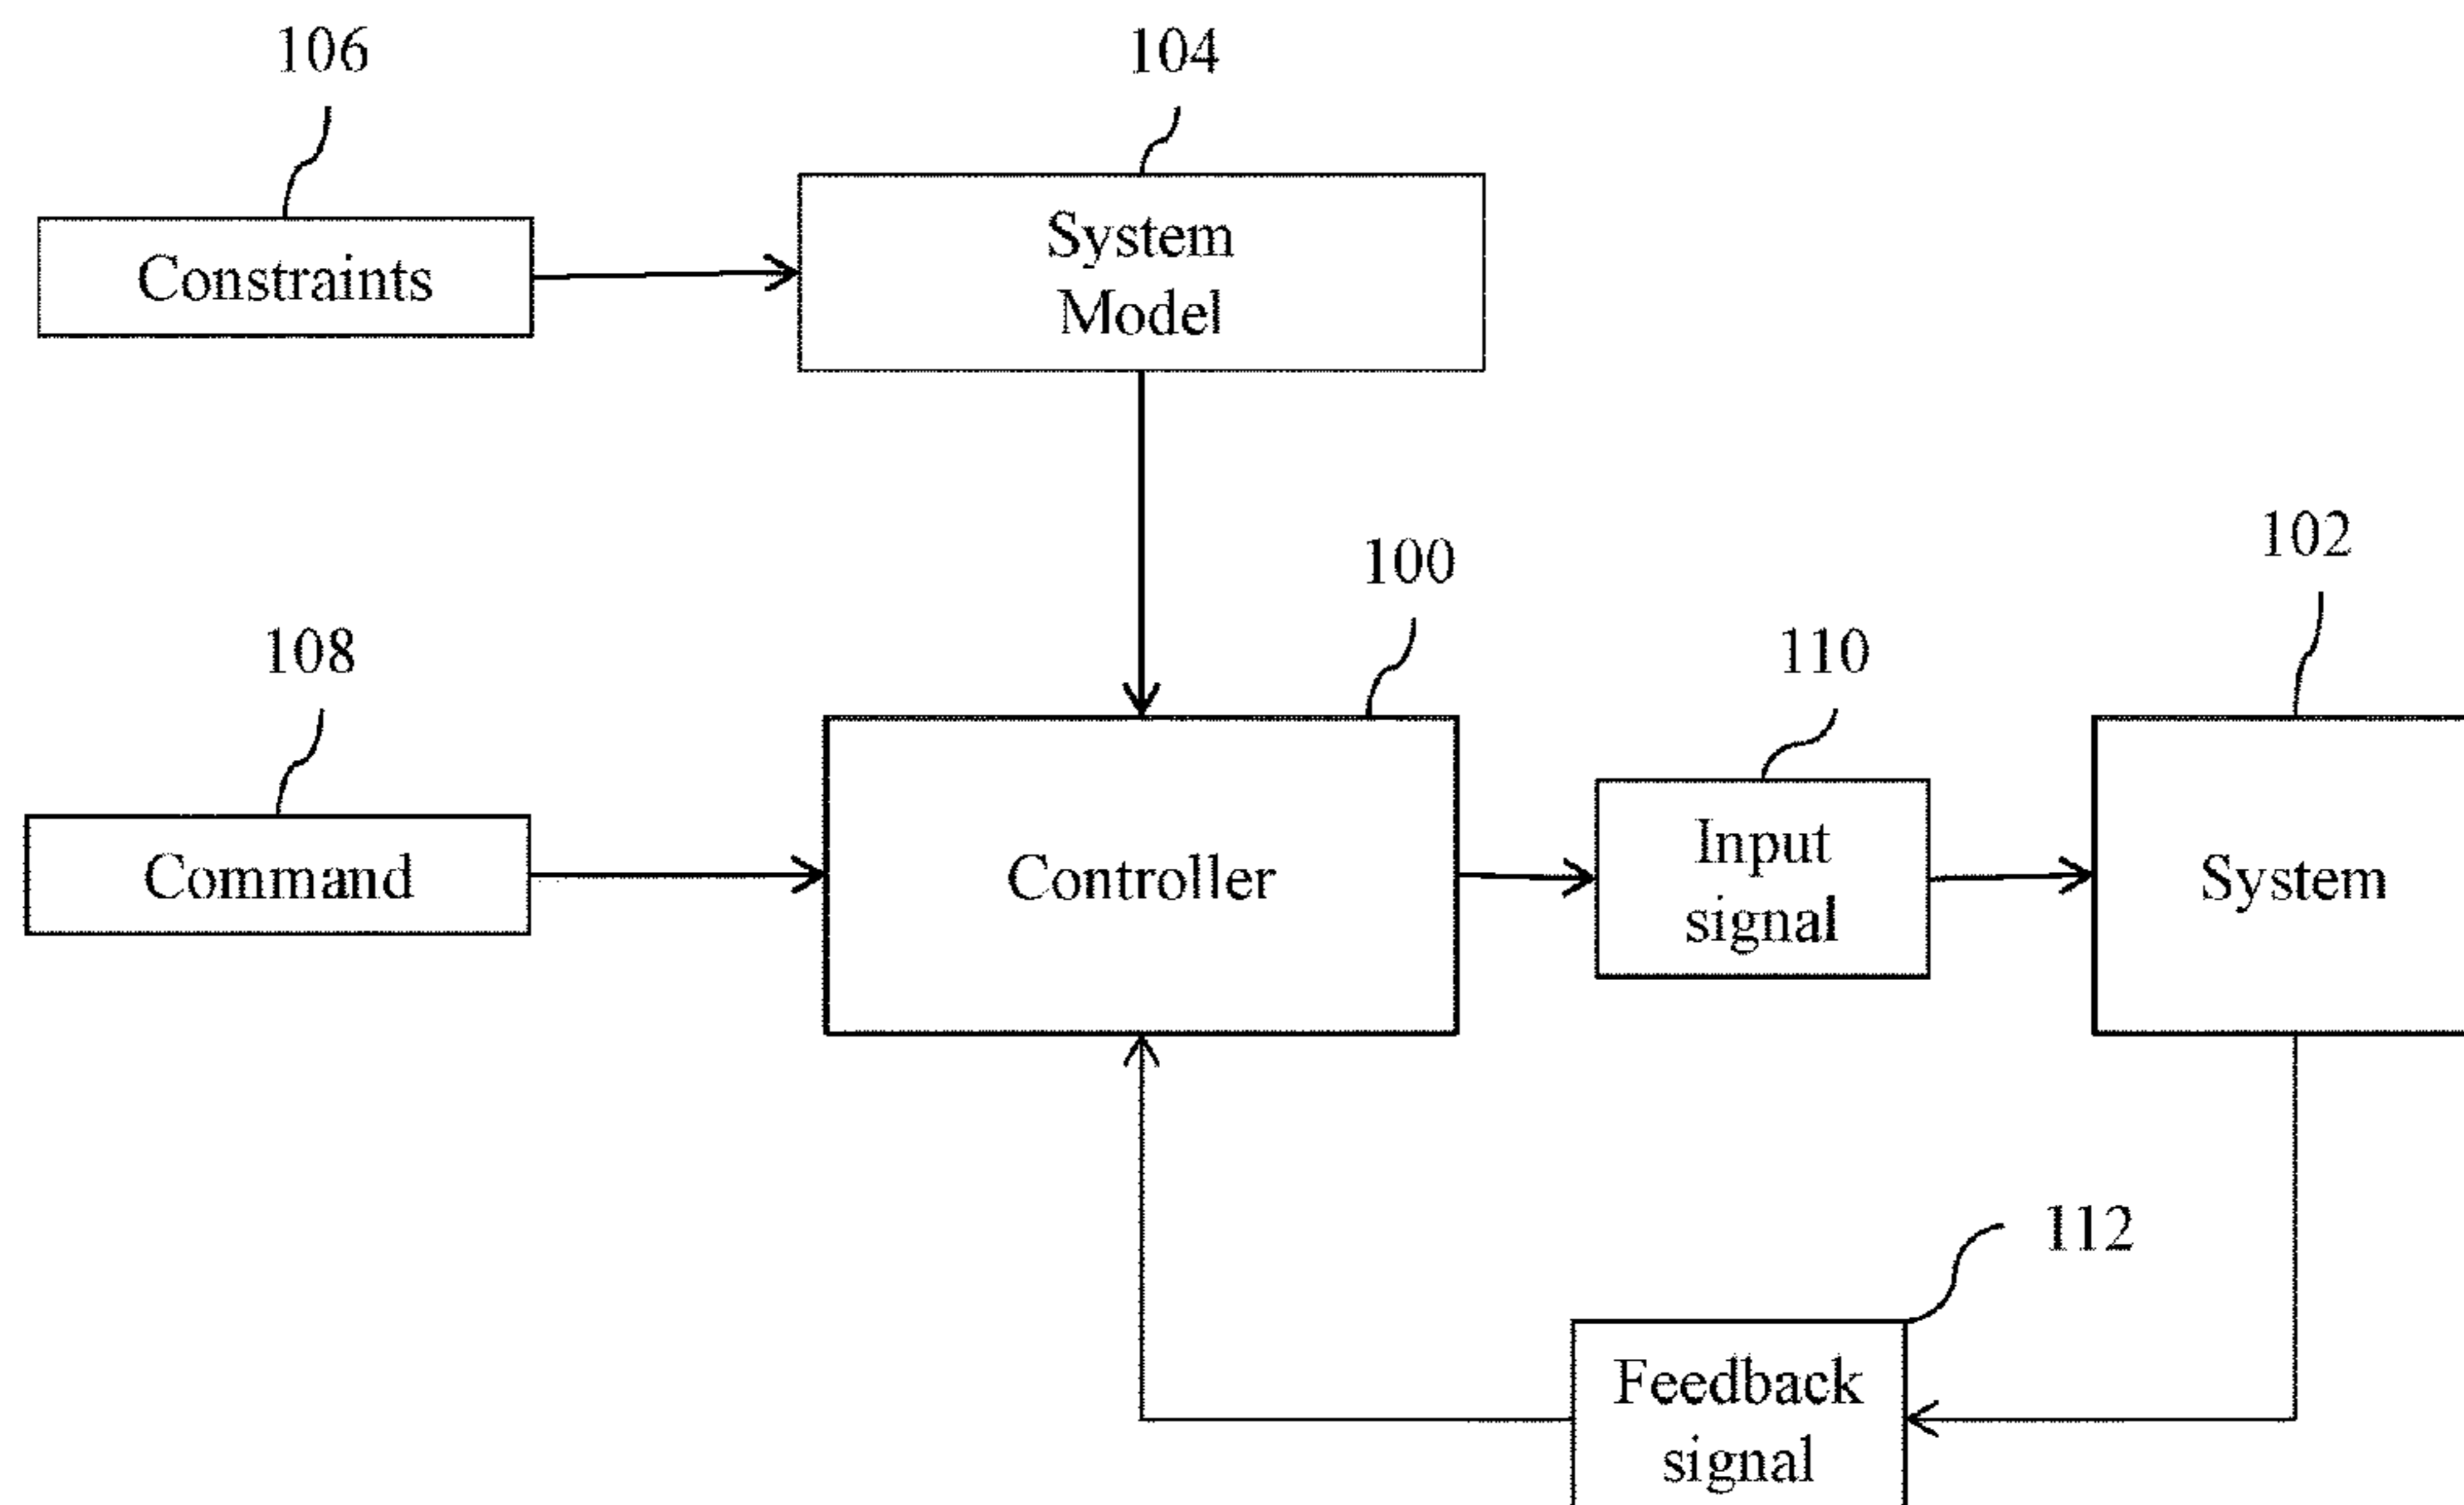 106
104
Constraints
System
Model
100
102
108
110
Command
Controller
Input
signal
System
112
Feedback
signal